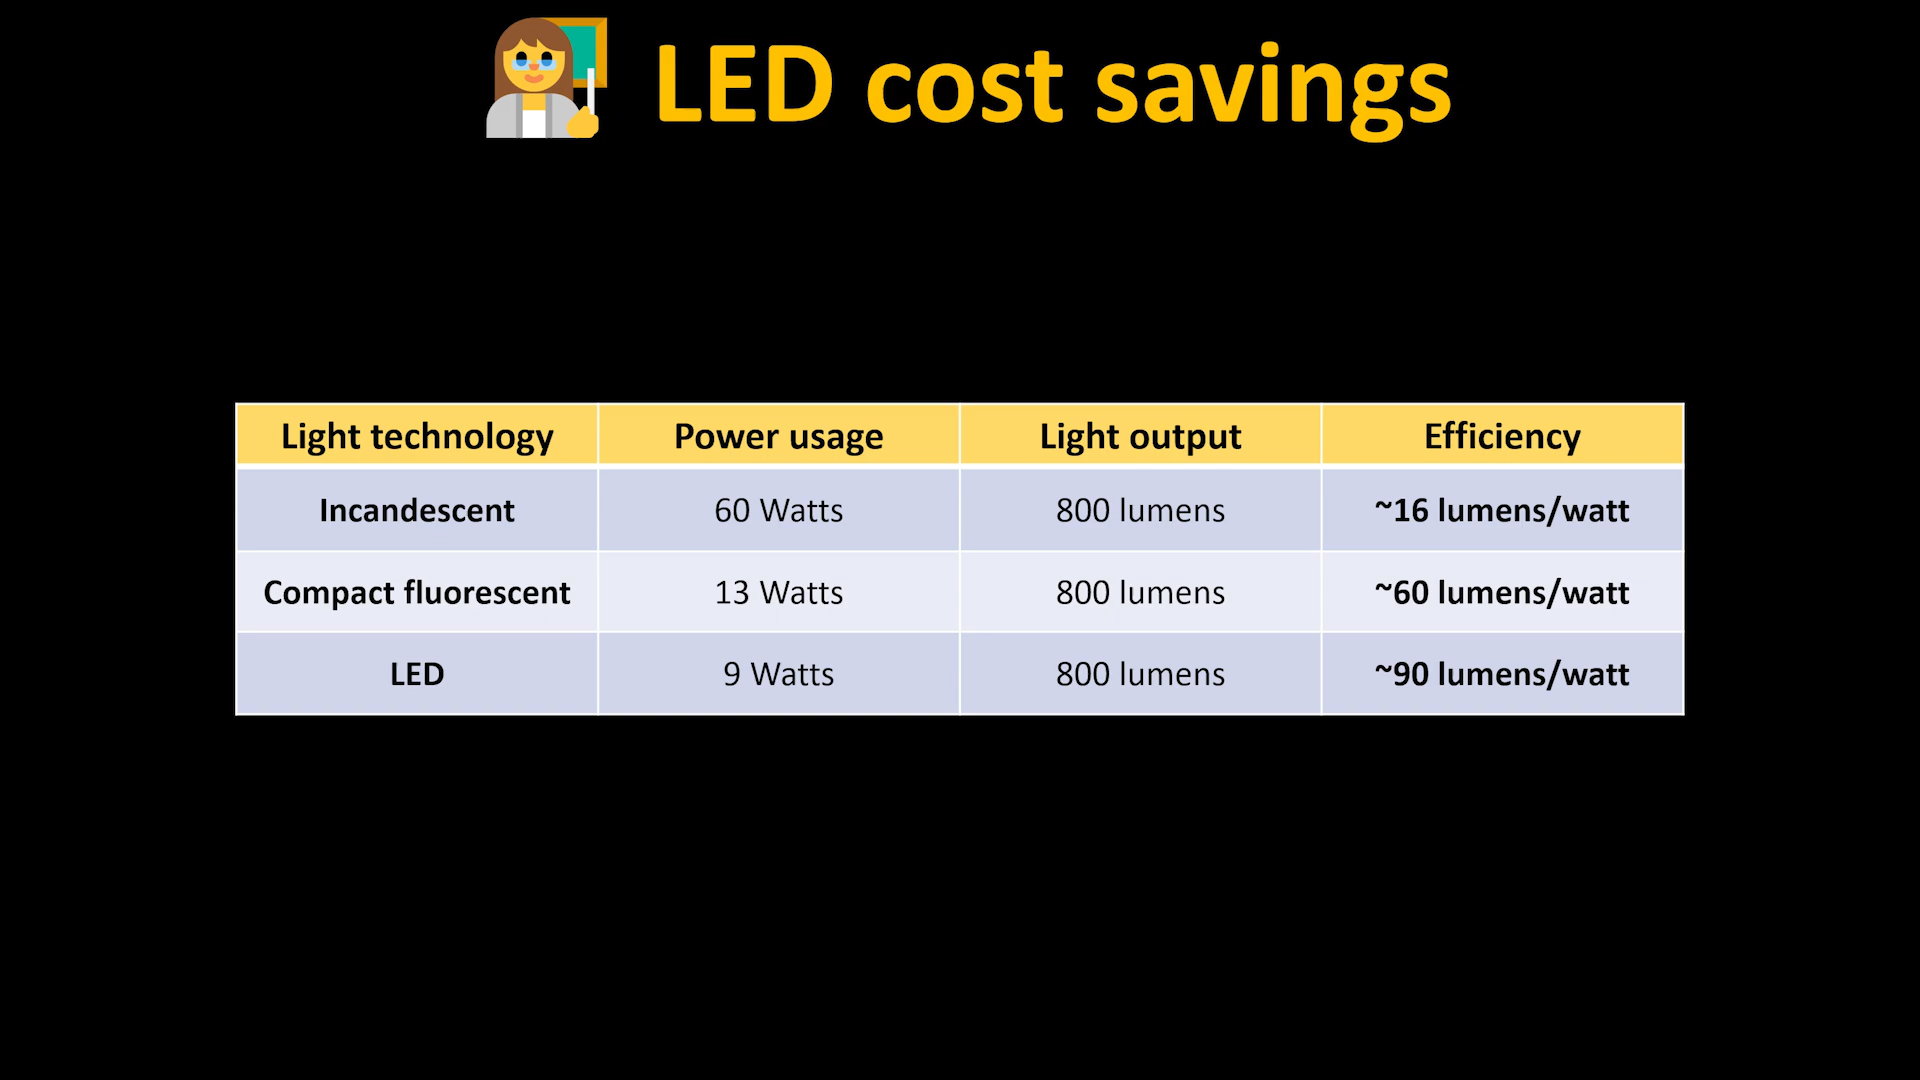 LED cost savings
Light technology Power usage Light output Efficiency
Incandescent 60 Watts 800 lumens ~16 lumens/watt
Compact fluorescent 13 Watts 800 lumens ~60 lumens/watt
LED 9 Watts 800 lumens ~90 lumens/watt